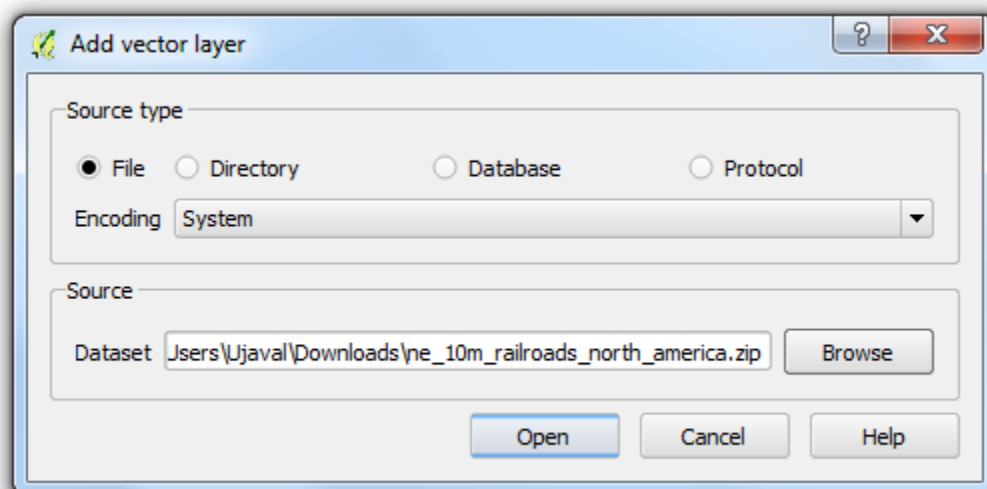 Add vector layer
Source type
File Directory Database Protocol
Encoding System
Source
Dataset Users\Ujaval\Downloads\ne_10m_railroads_north_america.zip Browse
Open Cancel Help